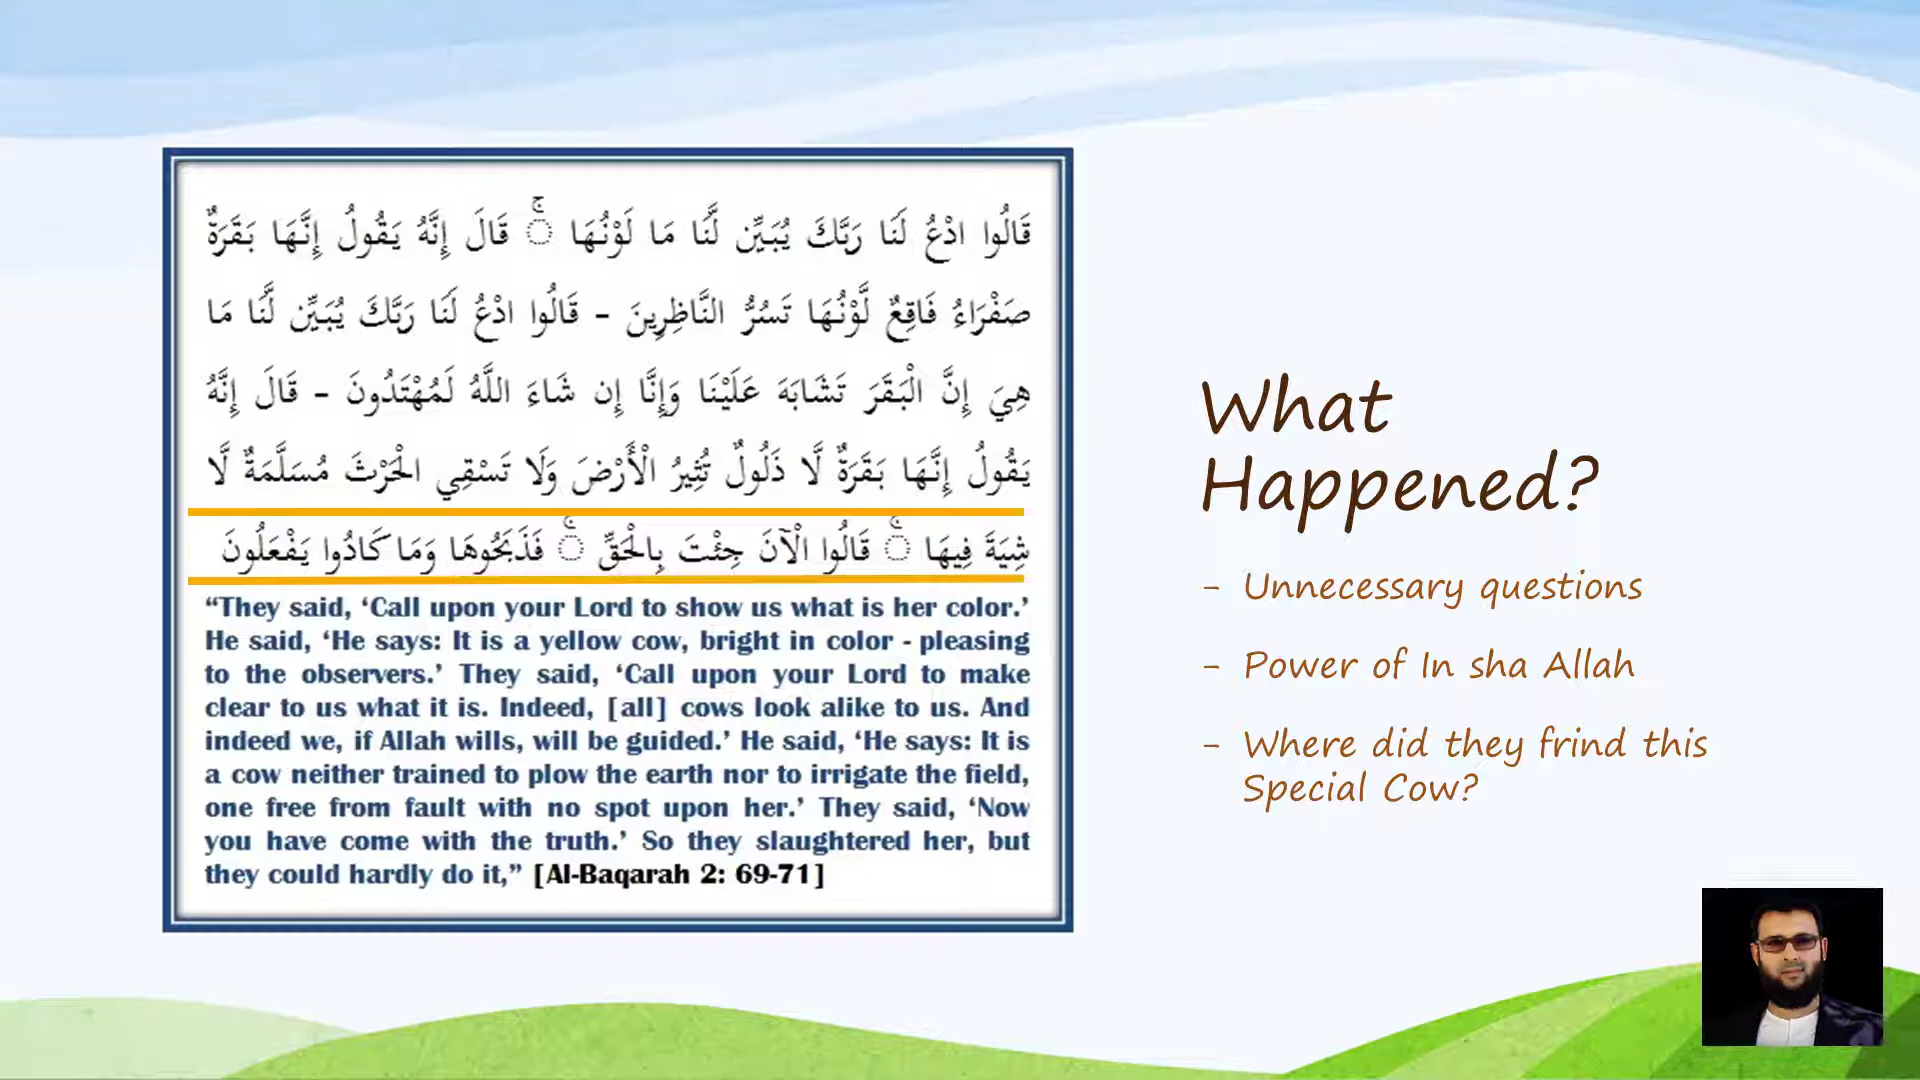 قَالُوا ادْعُ لَنَا رَبَّكَ يُبَيِّن لَّنَا مَا لَوْنُهَا ۚ قَالَ إِنَّهُ يَقُولُ إِنَّهَا بَقَرَةٌ
صَفْرَاءُ فَاقِعٌ لَّوْنُهَا تَسُرُّ النَّاظِرِينَ - قَالُوا ادْعُ لَنَا رَبَّكَ يُبَيِّن لَّنَا مَا
هِيَ إِنَّ الْبَقَرَ تَشَابَهَ عَلَيْنَا وَإِنَّا إِن شَاءَ اللَّهُ لَمُهْتَدُونَ - قَالَ إِنَّهُ
يَقُولُ إِنَّهَا بَقَرَةٌ لَّا ذَلُولٌ تُثِيرُ الْأَرْضَ وَلَا تَسْقِي الْحَرْثَ مُسَلَّمَةٌ لَّا
شِيَةَ فِيهَا ۚ قَالُوا الْآنَ جِئْتَ بِالْحَقِّ ۚ فَذَبَحُوهَا وَمَا كَادُوا يَفْعَلُونَ
“They said, ‘Call upon your Lord to show us what is her color.’
He said, ‘He says: It is a yellow cow, bright in color - pleasing
to the observers.’ They said, ‘Call upon your Lord to make
clear to us what it is. Indeed, [all] cows look alike to us. And
indeed we, if Allah wills, will be guided.’ He said, ‘He says: It is
a cow neither trained to plow the earth nor to irrigate the field,
one free from fault with no spot upon her.’ They said, ‘Now
you have come with the truth.’ So they slaughtered her, but
they could hardly do it,” [Al-Baqarah 2: 69-71]
What
Happened?
- Unnecessary questions
- Power of In sha Allah
- Where did they frind this
Special Cow?